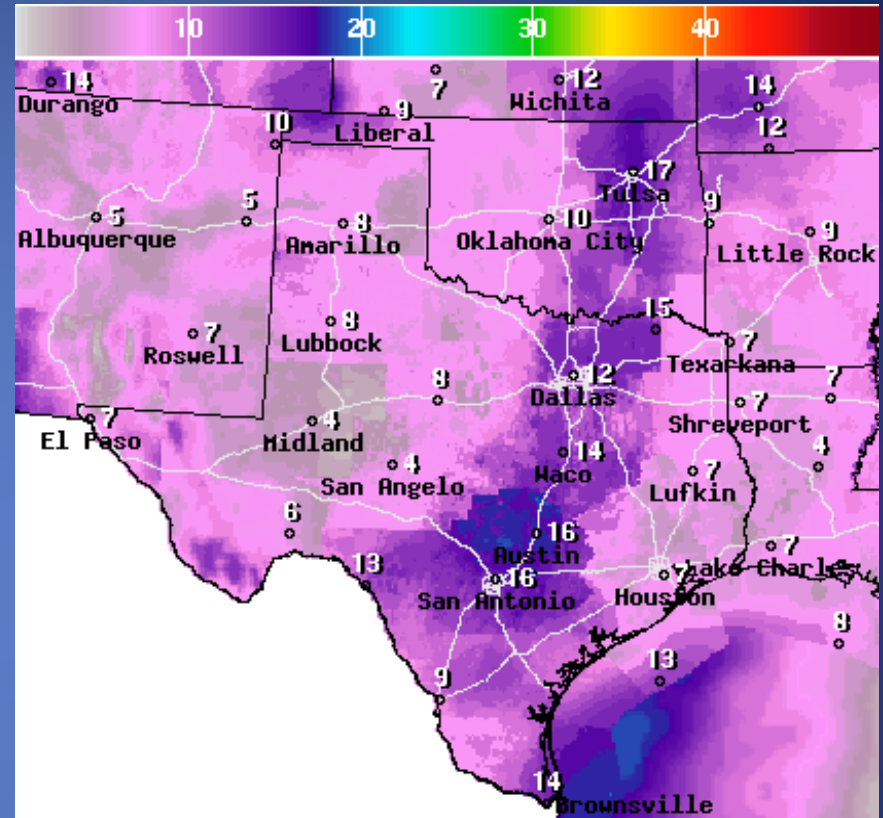 10 20 30 40
14 Durango
9 Liberal
7
12 Wichita
14
10
12
17 Tulsa
5 Albuquerque
5
8 Amarillo
10 Oklahoma City
9
9 Little Rock
7 Roswell
8 Lubbock
15
7 Texarkana
12 Dallas
7 El Paso
4 Midland
8
7 Shreveport
7
4 San Angelo
14 Waco
7 Lufkin
4
6
16 Austin
7
Lake Charles
13
16 San Antonio
7 Houston
8
9
13
14 Brownsville